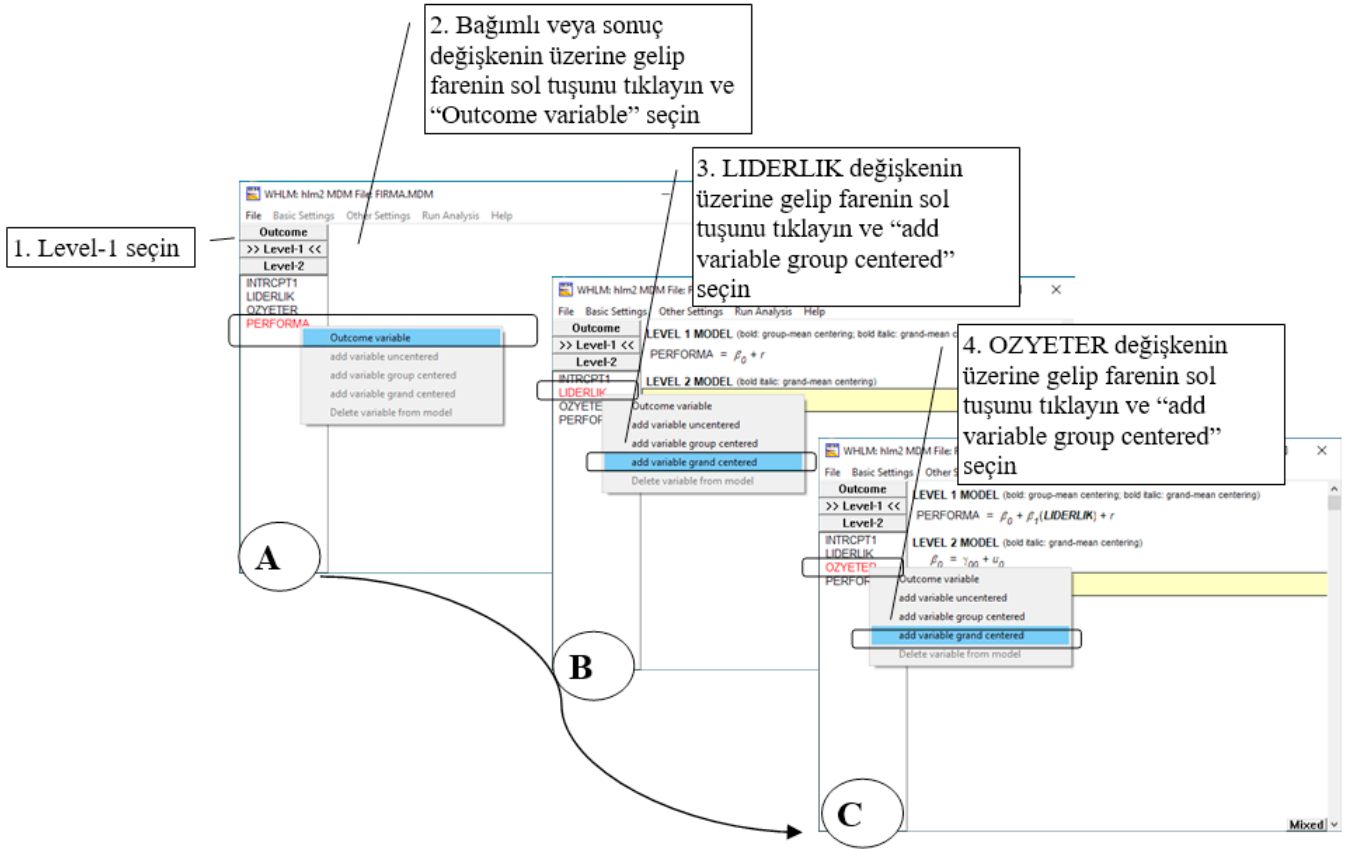 2. Bağımlı veya sonuç
değişkenin üzerine gelip
farenin sol tuşunu tıklayın ve
“Outcome variable” seçin
3. LIDERLIK değişkenin
üzerine gelip farenin sol
tuşunu tıklayın ve “add
variable group centered”
seçin
1. Level-1 seçin
4. OZYETER değişkenin
üzerine gelip farenin sol
tuşunu tıklayın ve “add
variable group centered”
seçin
WHLM: hlm2 MDM File: FIRMA.MDM
File Basic Settings Other Settings Run Analysis Help
Outcome
>> Level-1 <<
Level-2
INTRCPT1
LIDERLIK
OZYETER
PERFORMA
Outcome variable
add variable uncentered
add variable group centered
add variable grand centered
Delete variable from model
A
WHLM: hlm2 MDM File:
File Basic Settings Other Settings Run Analysis Help
Outcome
>> Level-1 <<
Level-2
INTRCPT1
LIDERLIK
LEVEL 1 MODEL (bold: group-mean centering; bold italic: grand-mean
PERFORMA = β0 + r
LEVEL 2 MODEL (bold italic: grand-mean centering)
Outcome variable
add variable uncentered
add variable group centered
add variable grand centered
Delete variable from model
B
WHLM: hlm2 MDM File:
File Basic Settings
Outcome
>> Level-1 <<
Level-2
INTRCPT1
LIDERLIK
OZYETER
LEVEL 1 MODEL (bold: group-mean centering; bold italic: grand-mean centering)
PERFORMA = β0 + β1(LIDERLIK) + r
LEVEL 2 MODEL (bold italic: grand-mean centering)
β0 = γ00 + u0
Outcome variable
add variable uncentered
add variable group centered
add variable grand centered
Delete variable from model
C
Mixed